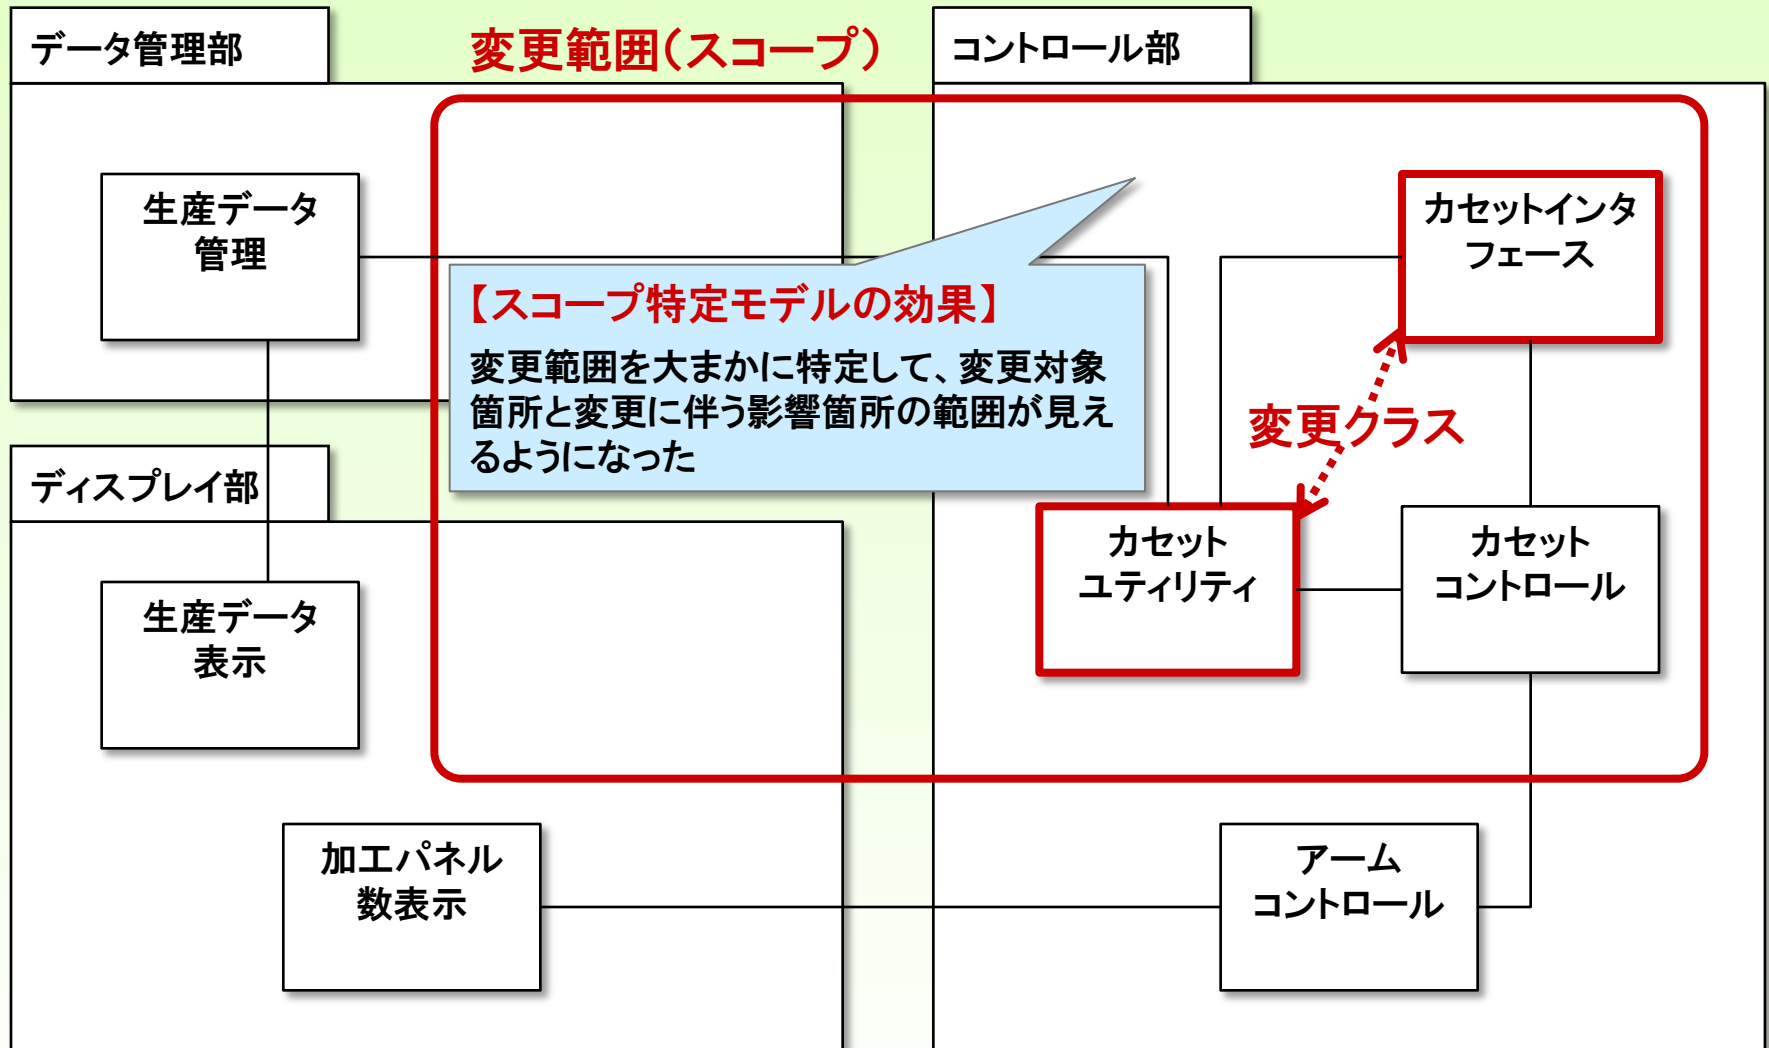 データ管理部
変更範囲（スコープ）
コントロール部
生産データ
管理
カセットインタ
フェース
【スコープ特定モデルの効果】
変更範囲を大まかに特定して、変更対象
箇所と変更に伴う影響箇所の範囲が見え
るようになった
変更クラス
ディスプレイ部
カセット
ユティリティ
カセット
コントロール
生産データ
表示
加工パネル
数表示
アーム
コントロール